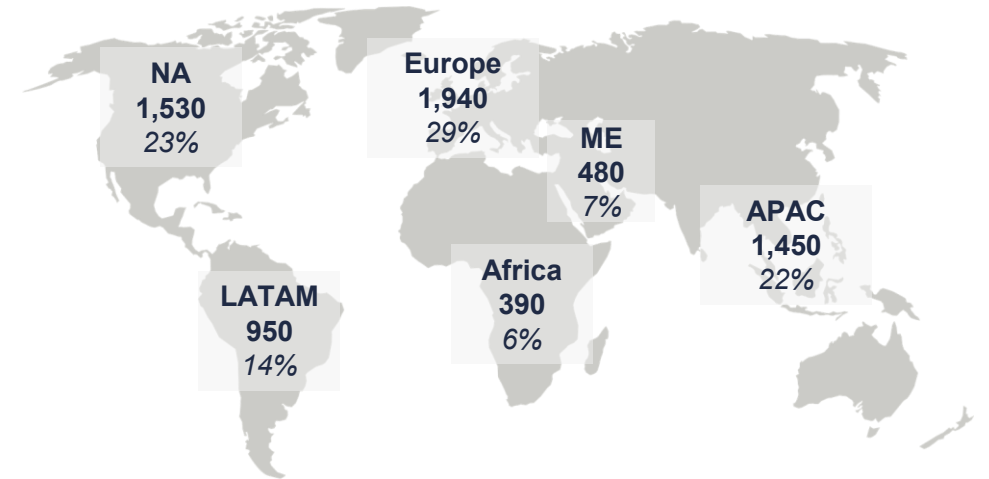 NA
1,530
23%
Europe
1,940
29%
ME
480
7%
APAC
1,450
22%
Africa
390
6%
LATAM
950
14%